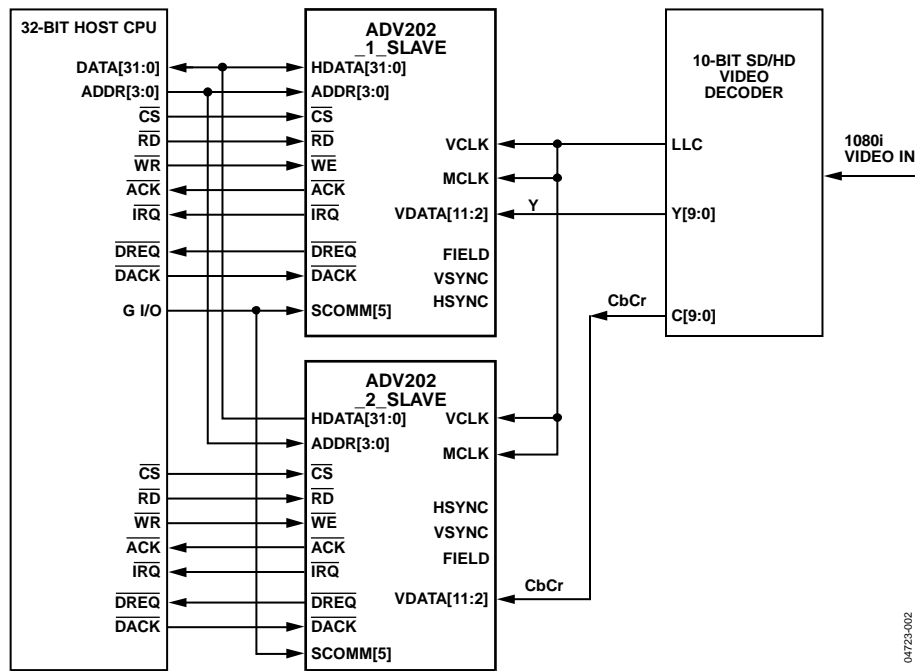 32-BIT HOST CPU
DATA[31:0]
ADDR[3:0]
CS
RD
WR
ACK
IRQ
DREQ
DACK
G I/O
CS
RD
WR
ACK
IRQ
DREQ
DACK
ADV202
_1_SLAVE
HDATA[31:0]
ADDR[3:0]
CS
RD
WE
ACK
IRQ
DREQ
DACK
SCOMM[5]
VCLK
MCLK
VDATA[11:2]
FIELD
VSYNC
HSYNC
Y
CbCr
ADV202
_2_SLAVE
HDATA[31:0]
ADDR[3:0]
CS
RD
WE
ACK
IRQ
DREQ
DACK
SCOMM[5]
VCLK
MCLK
HSYNC
VSYNC
FIELD
VDATA[11:2]
CbCr
10-BIT SD/HD
VIDEO
DECODER
LLC
Y[9:0]
C[9:0]
1080i
VIDEO IN
04723-002